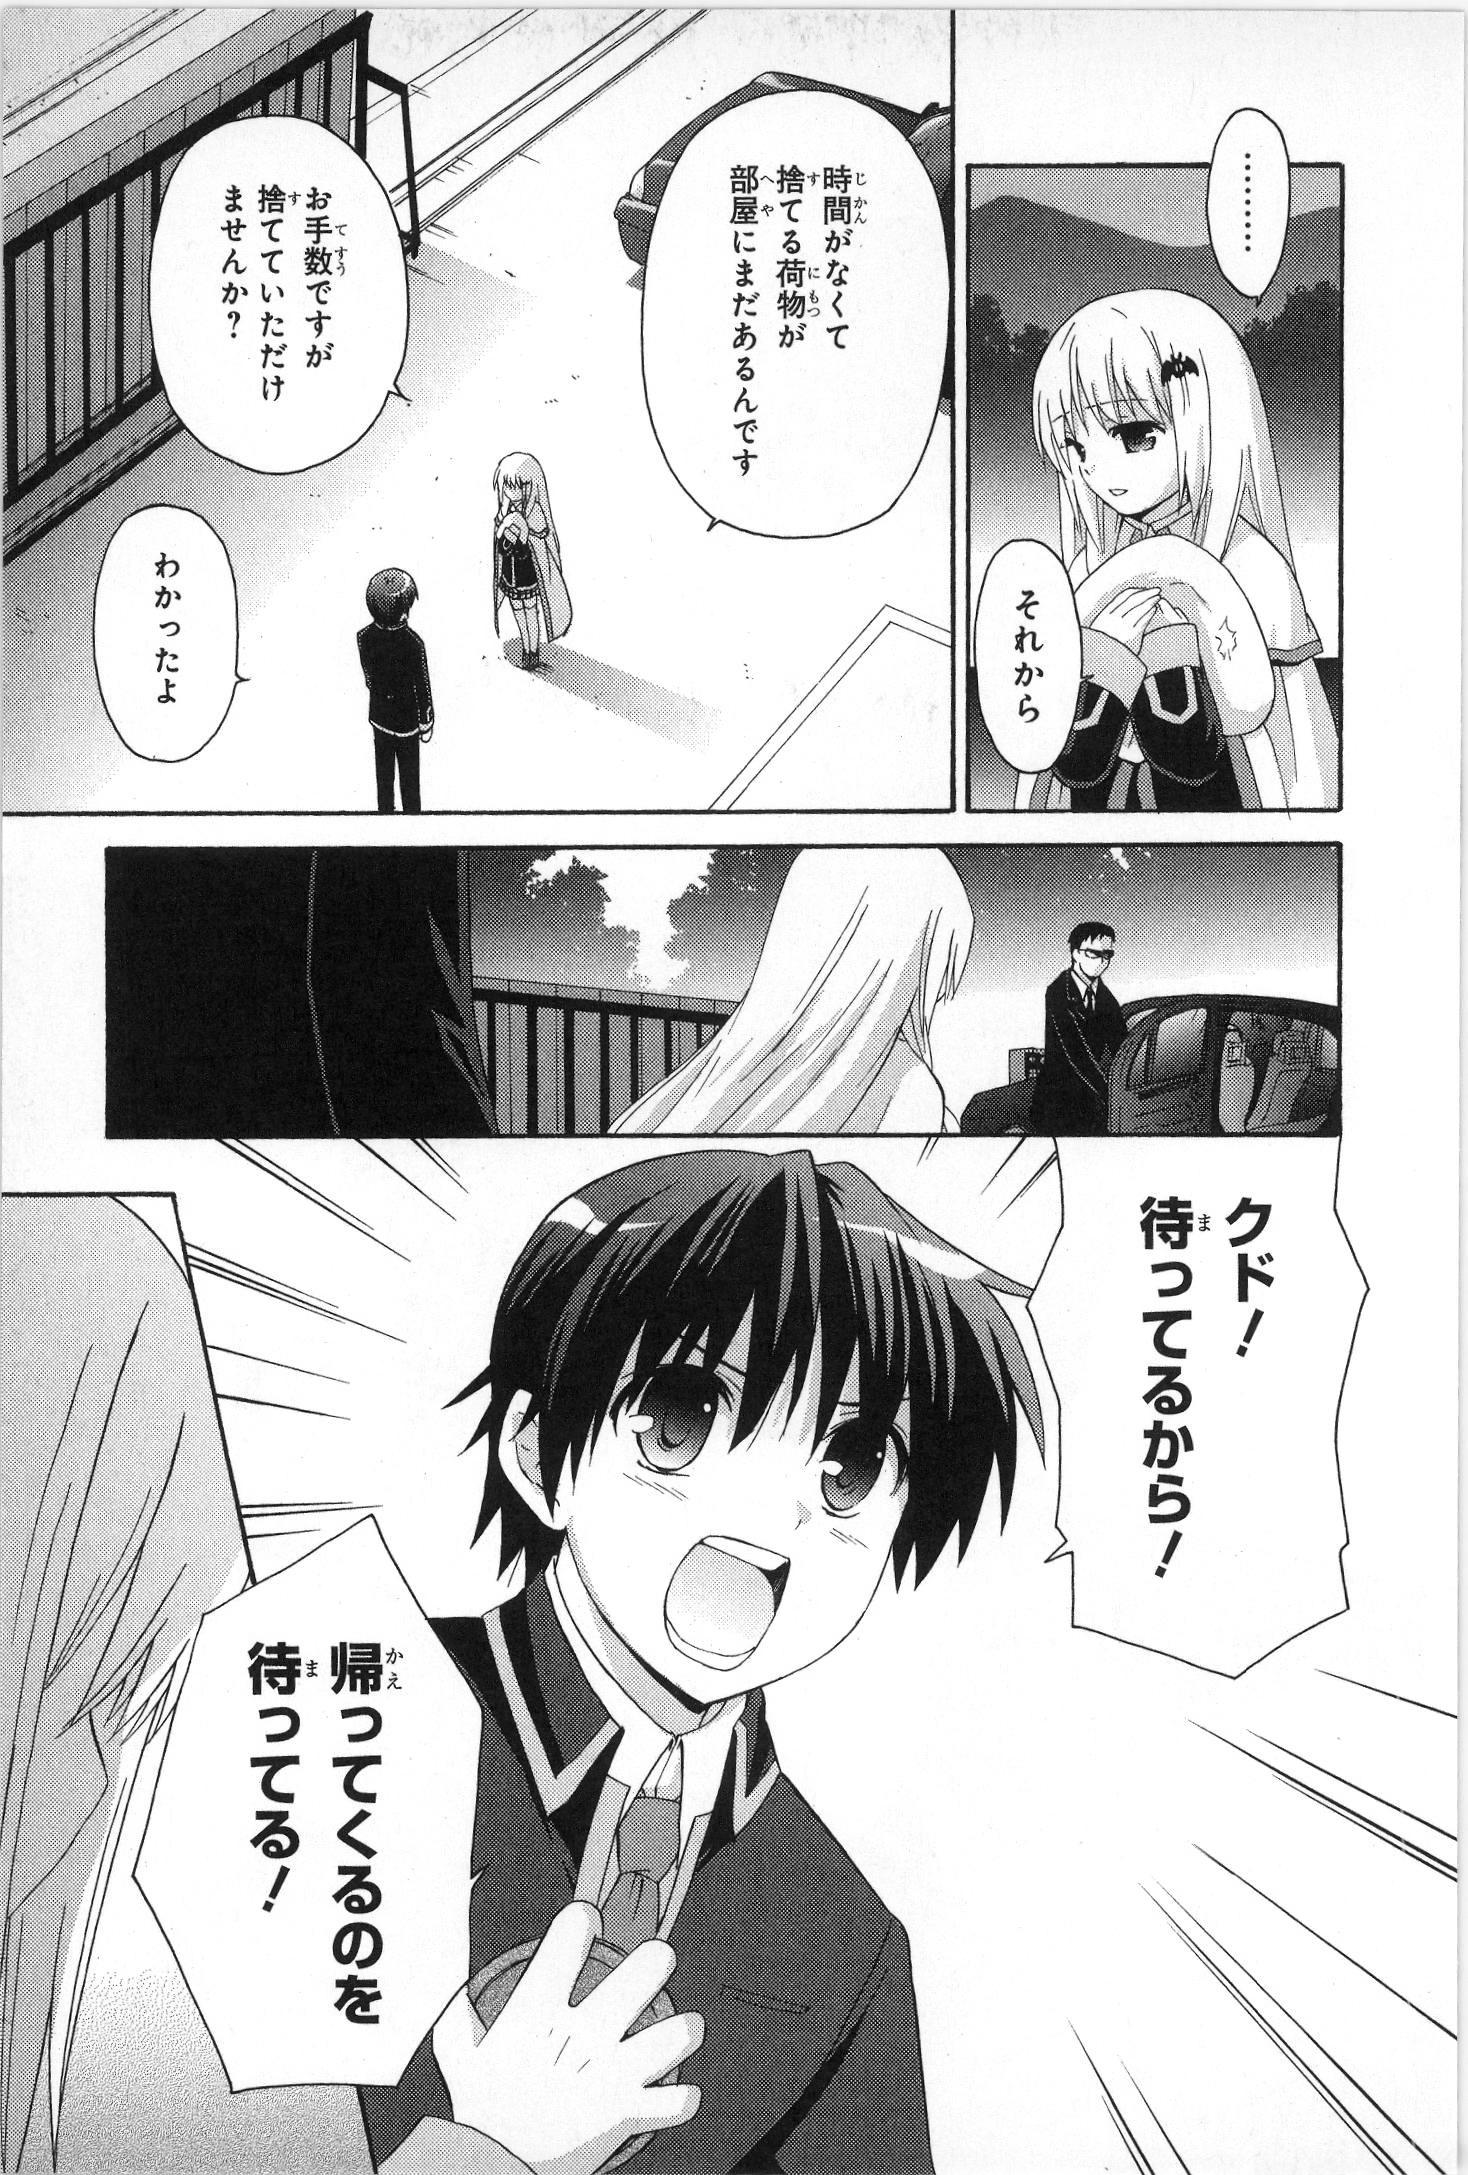 ………
それから
時間がなくて
捨てる荷物が
部屋にまだあるんです
お手数ですが
捨てていただけ
ませんか?
わかったよ
クド!
待ってるから!
帰ってくるのを
待ってる!